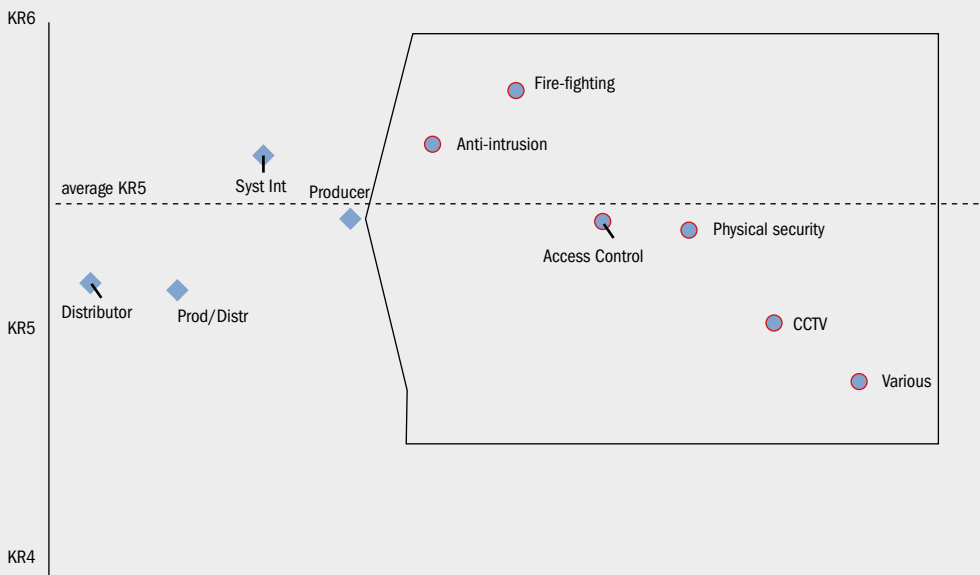 KR6
Fire-fighting
Anti-intrusion
average KR5
Syst Int
Producer
Physical security
Access Control
Distributor
Prod/Distr
KR5
CCTV
Various
KR4